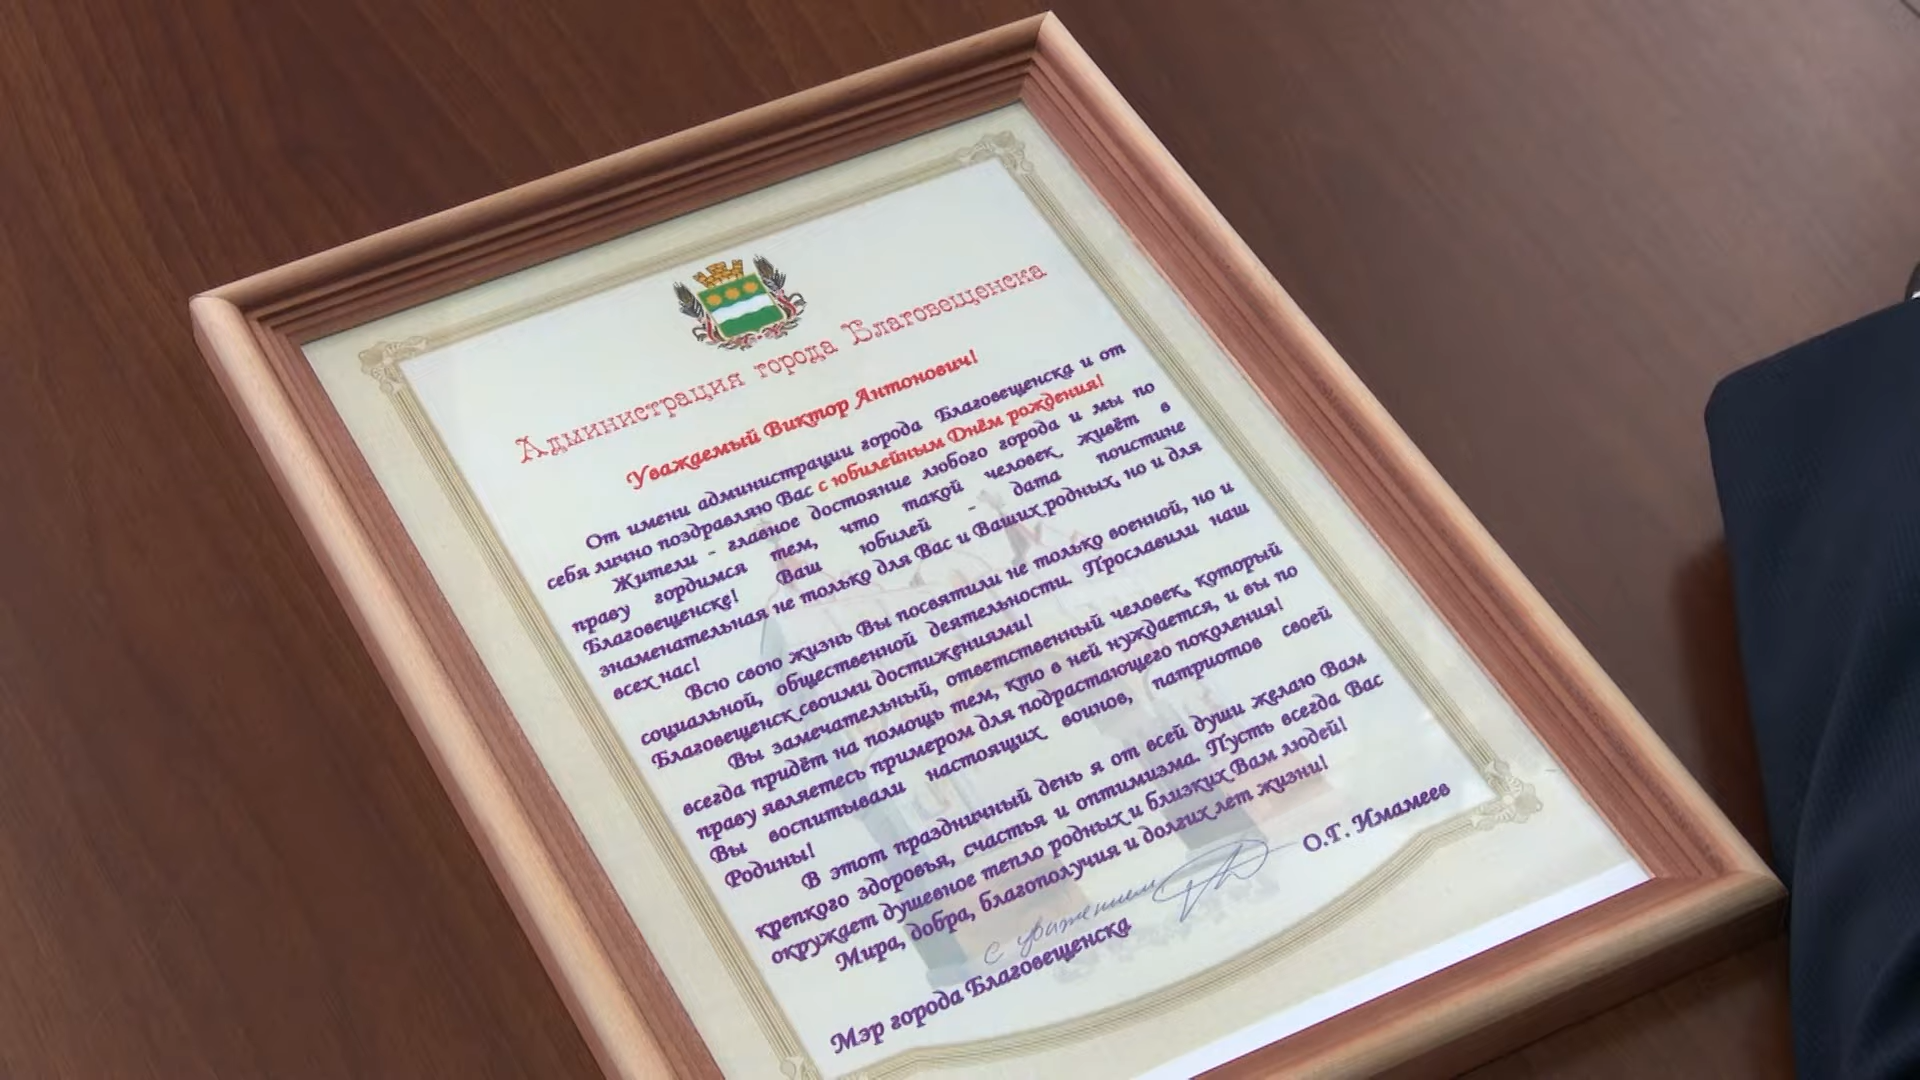 Администрация города Благовещенска
Уважаемый Виктор Антонович!
От имени администрации города Благовещенска и от
себя лично поздравляю Вас с юбилейным Днём рождения!
Жители - главное достояние любого города и мы по
праву гордимся тем, что такой человек, живёт в
Благовещенске! Ваш юбилей - дата поистине
знаменательная не только для Вас и Ваших родных, но и для
всех нас!
Всю свою жизнь Вы посвятили не только военной, но и
социальной, общественной деятельности. Прославили наш
Благовещенск своими достижениями!
Вы замечательный, ответственный человек, который
всегда придёт на помощь тем, кто в ней нуждается, и вы по
праву являетесь примером для подрастающего поколения!
Вы воспитывали настоящих воинов, патриотов своей
Родины!
В этот праздничный день я от всей души желаю Вам
крепкого здоровья, счастья и оптимизма. Пусть всегда Вас
окружает душевное тепло родных и близких Вам людей!
Мира, добра, благополучия и долгих лет жизни!
с уважением
Мэр города Благовещенска О.Г. Имамеев